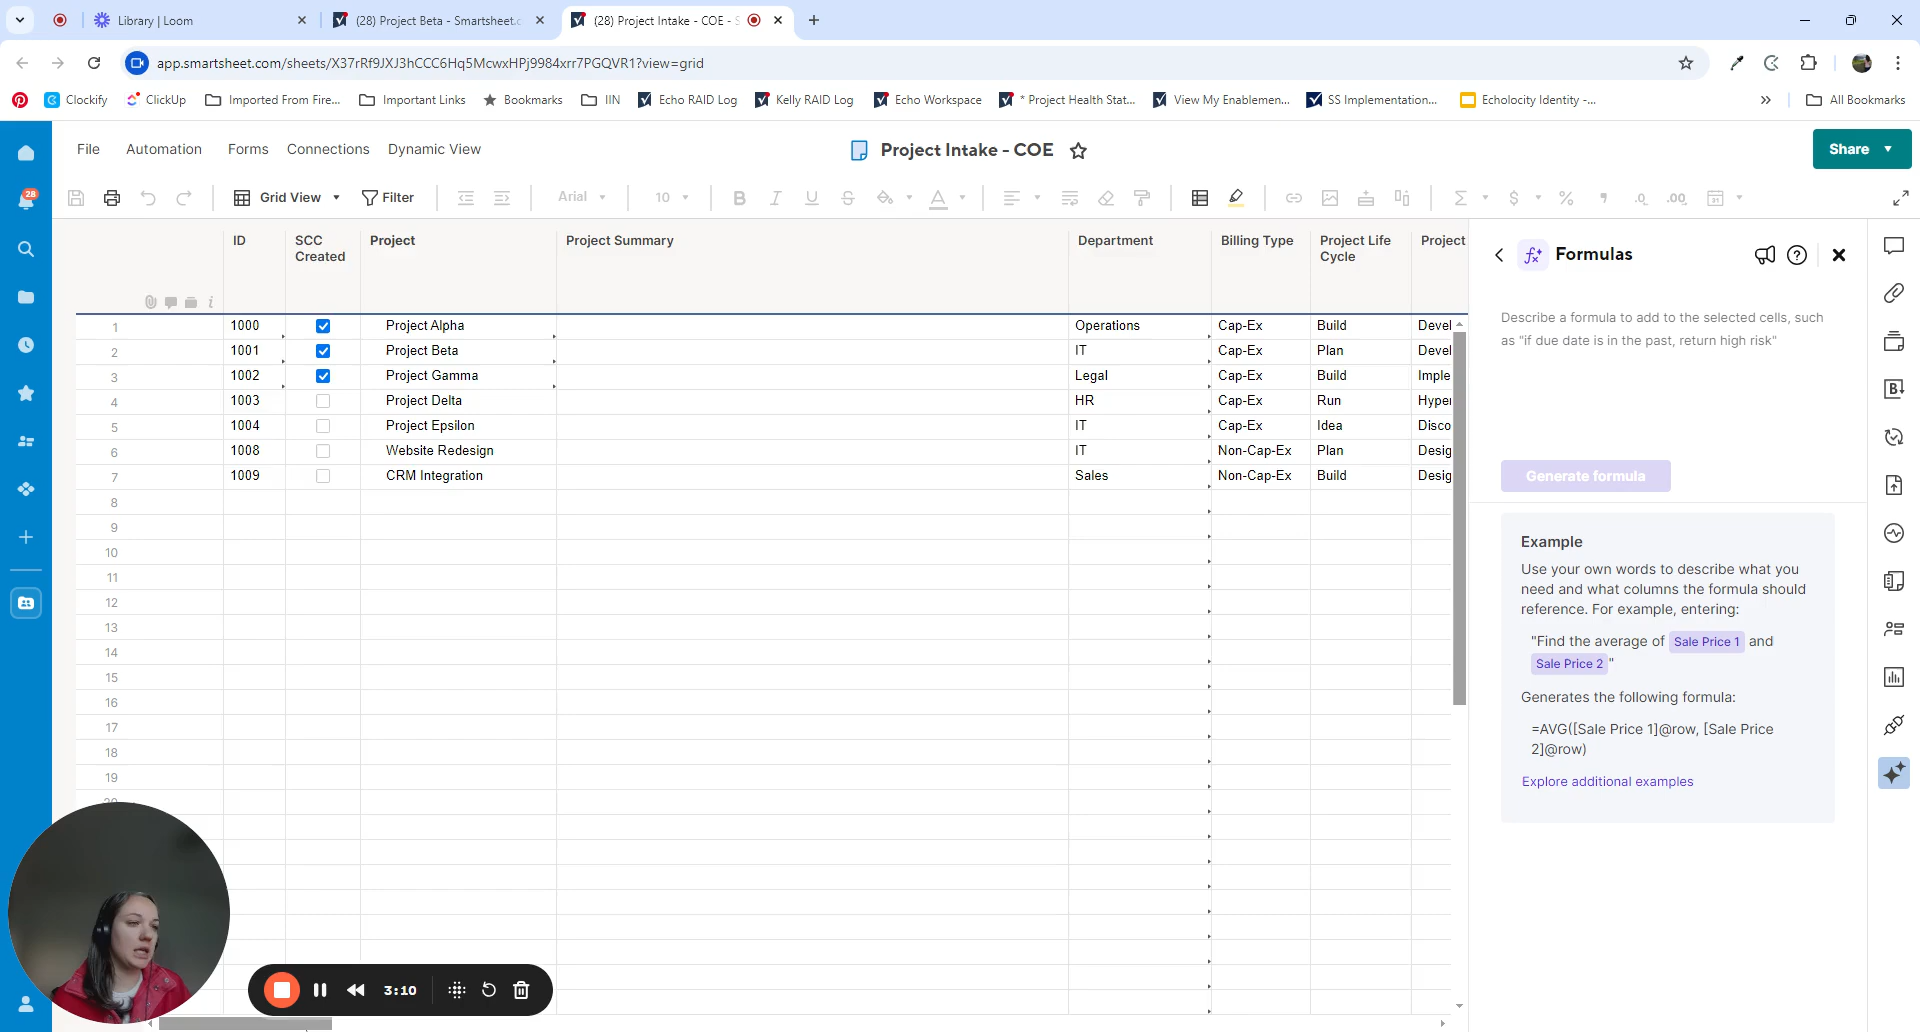 Library | Loom
(28) Project Beta - Smartsheet.c
(28) Project Intake - COE - S
app.smartsheet.com/sheets/X37rRf9JXJ3hCCC6Hq5McwxHPj9984xrr7PGQVR1?view=grid
Clockify
ClickUp
Imported From Fire...
Important Links
Bookmarks
IIN
Echo RAID Log
Kelly RAID Log
Echo Workspace
* Project Health Stat...
View My Enablemen...
SS Implementation...
Echolocity Identity -...
All Bookmarks
File
Automation
Forms
Connections
Dynamic View
Project Intake - COE
Share
28
Grid View
Filter
Arial
10
ID
SCC Created
Project
Project Summary
Department
Billing Type
Project Life Cycle
Project
1 1000 Project Alpha Operations Cap-Ex Build Devel
2 1001 Project Beta IT Cap-Ex Plan Devel
3 1002 Project Gamma Legal Cap-Ex Build Imple
4 1003 Project Delta HR Cap-Ex Run Hyper
5 1004 Project Epsilon IT Cap-Ex Idea Disco
6 1008 Website Redesign IT Non-Cap-Ex Plan Desig
7 1009 CRM Integration Sales Non-Cap-Ex Build Desig
8
9
10
11
12
13
14
15
16
17
18
19
Formulas
Describe a formula to add to the selected cells, such
as "if due date is in the past, return high risk"
Generate formula
Example
Use your own words to describe what you
need and what columns the formula should
reference. For example, entering:
"Find the average of Sale Price 1 and
Sale Price 2"
Generates the following formula:
=AVG([Sale Price 1]@row, [Sale Price
2]@row)
Explore additional examples
3:10